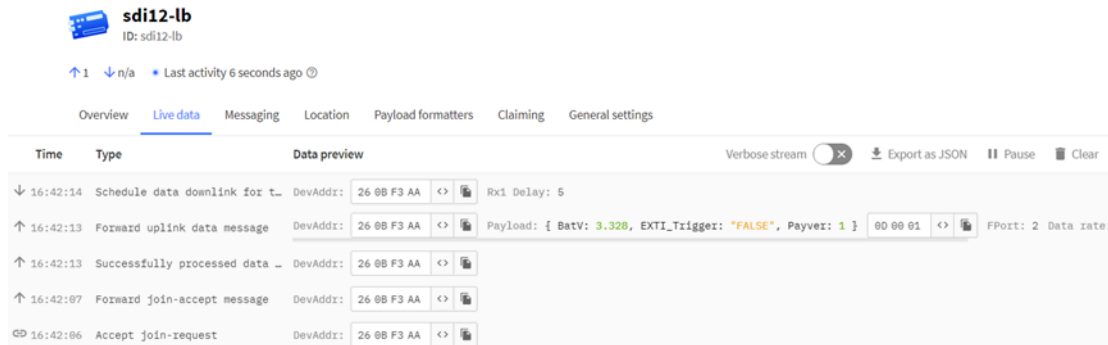 sdi12-lb
ID: sdi12-lb
↑ 1 ↓ n/a • Last activity 6 seconds ago
Overview Live data Messaging Location Payload formatters Claiming General settings
Time Type Data preview Verbose stream Export as JSON Pause Clear
↓ 16:42:14 Schedule data downlink for t… DevAddr: 26 0B F3 AA <> Rx1 Delay: 5
↑ 16:42:13 Forward uplink data message DevAddr: 26 0B F3 AA <> Payload: { BatV: 3.328, EXTI_Trigger: "FALSE", Payver: 1 } 0D 00 01 <> FPort: 2 Data rate:
↑ 16:42:13 Successfully processed data … DevAddr: 26 0B F3 AA <>
↑ 16:42:07 Forward join-accept message DevAddr: 26 0B F3 AA <>
16:42:06 Accept join-request DevAddr: 26 0B F3 AA <>